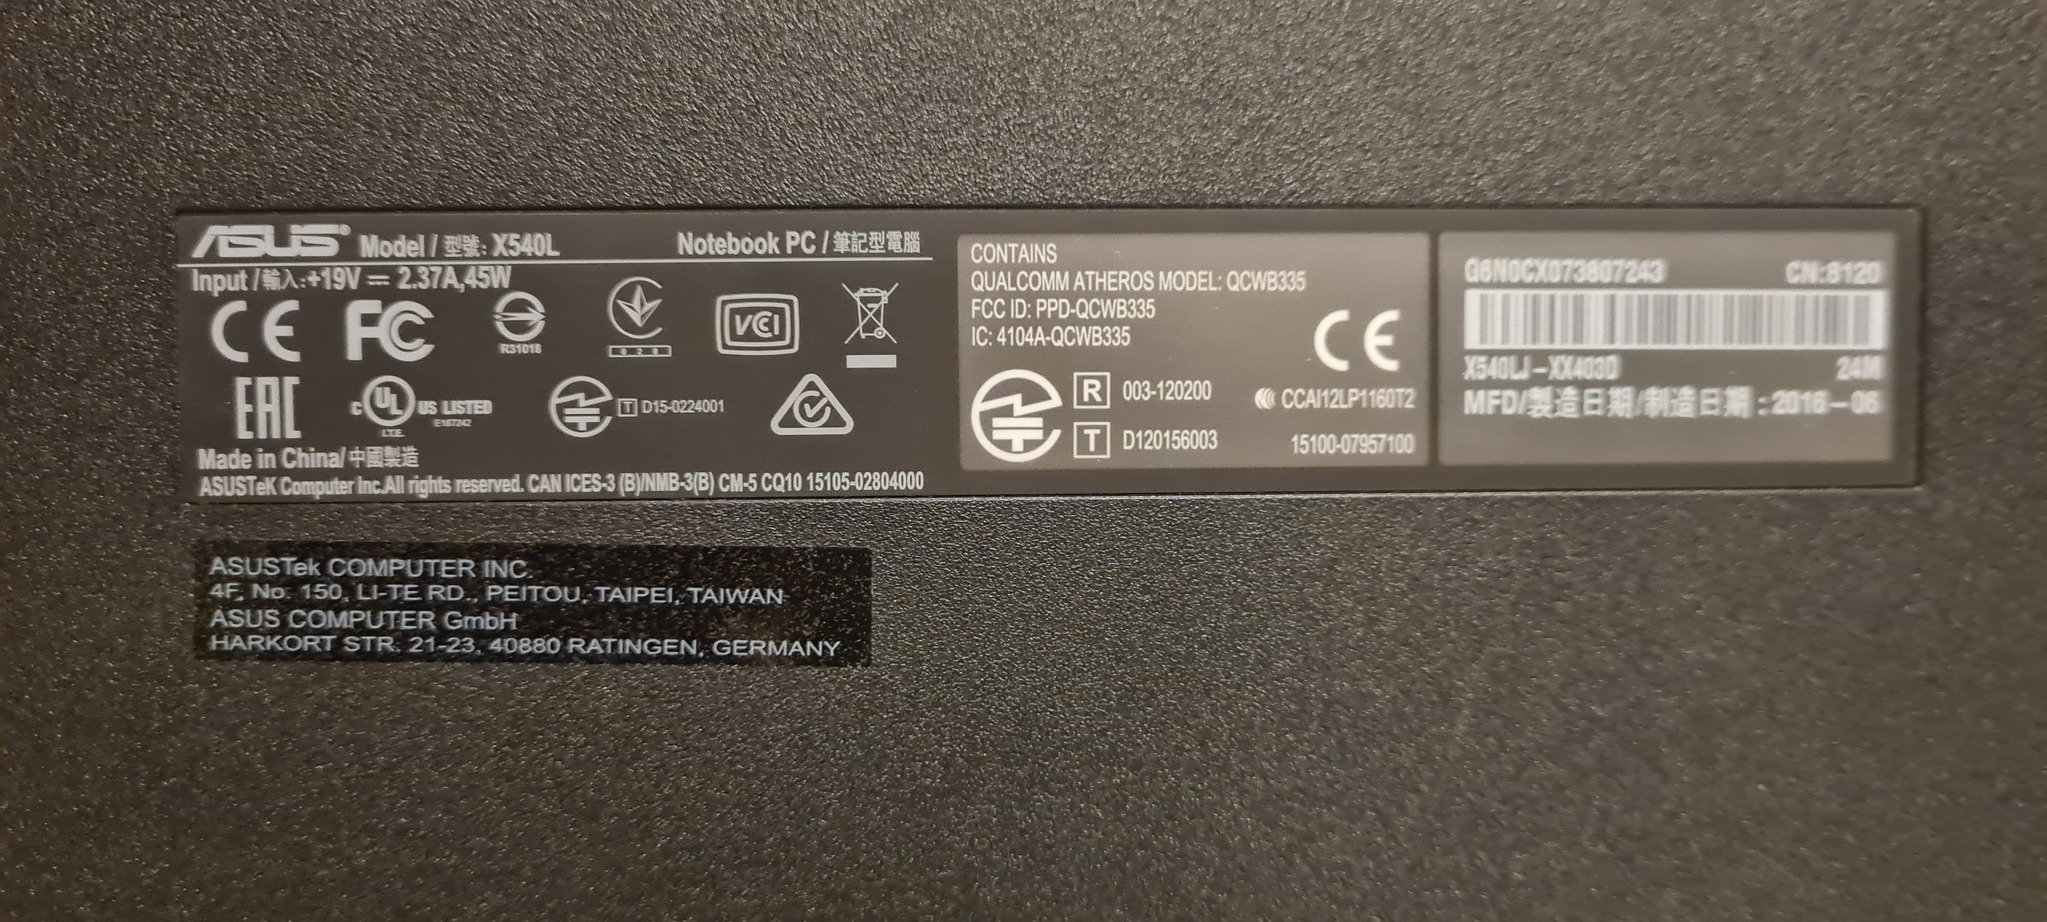 ASUS Model / 型號: X540L Notebook PC / 筆記型電腦
Input / 輸入:+19V 2.37A,45W
CE FC R31018 028 VCI
EAC c UL US LISTED I.T.E. E187242 T D15-0224001
Made in China/ 中國製造
ASUSTeK Computer Inc.All rights reserved. CAN ICES-3 (B)/NMB-3(B) CM-5 CQ10 15105-02804000
CONTAINS
QUALCOMM ATHEROS MODEL: QCWB335
FCC ID: PPD-QCWB335
IC: 4104A-QCWB335
CE
R 003-120200 CCAI12LP1160T2
T D120156003 15100-07957100
G6N0CX073807243 CN:8120
X540LJ-XX403D 24M
MFD/製造日期/制造日期 : 2016-06
ASUSTek COMPUTER INC.
4F, No. 150, LI-TE RD., PEITOU, TAIPEI, TAIWAN
ASUS COMPUTER GmbH
HARKORT STR. 21-23, 40880 RATINGEN, GERMANY